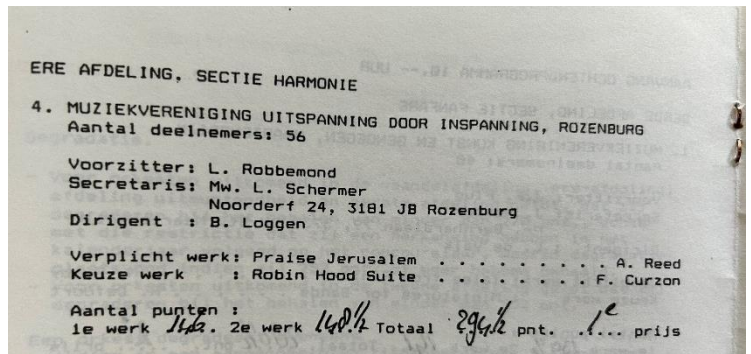 ERE AFDELING, SECTIE HARMONIE
4. MUZIEKVERENIGING UITSPANNING DOOR INSPANNING, ROZENBURG
Aantal deelnemers: 56
Voorzitter: L. Robbemond
Secretaris: Mw. L. Schermer
Noorderf 24, 3181 JB Rozenburg
Dirigent : B. Loggen
Verplicht werk: Praise Jerusalem . . . . . . . . . A. Reed
Keuze werk : Robin Hood Suite . . . . . . . . F. Curzon
Aantal punten :
1e werk 146. 2e werk 148½ Totaal 294½ pnt. .1e... prijs